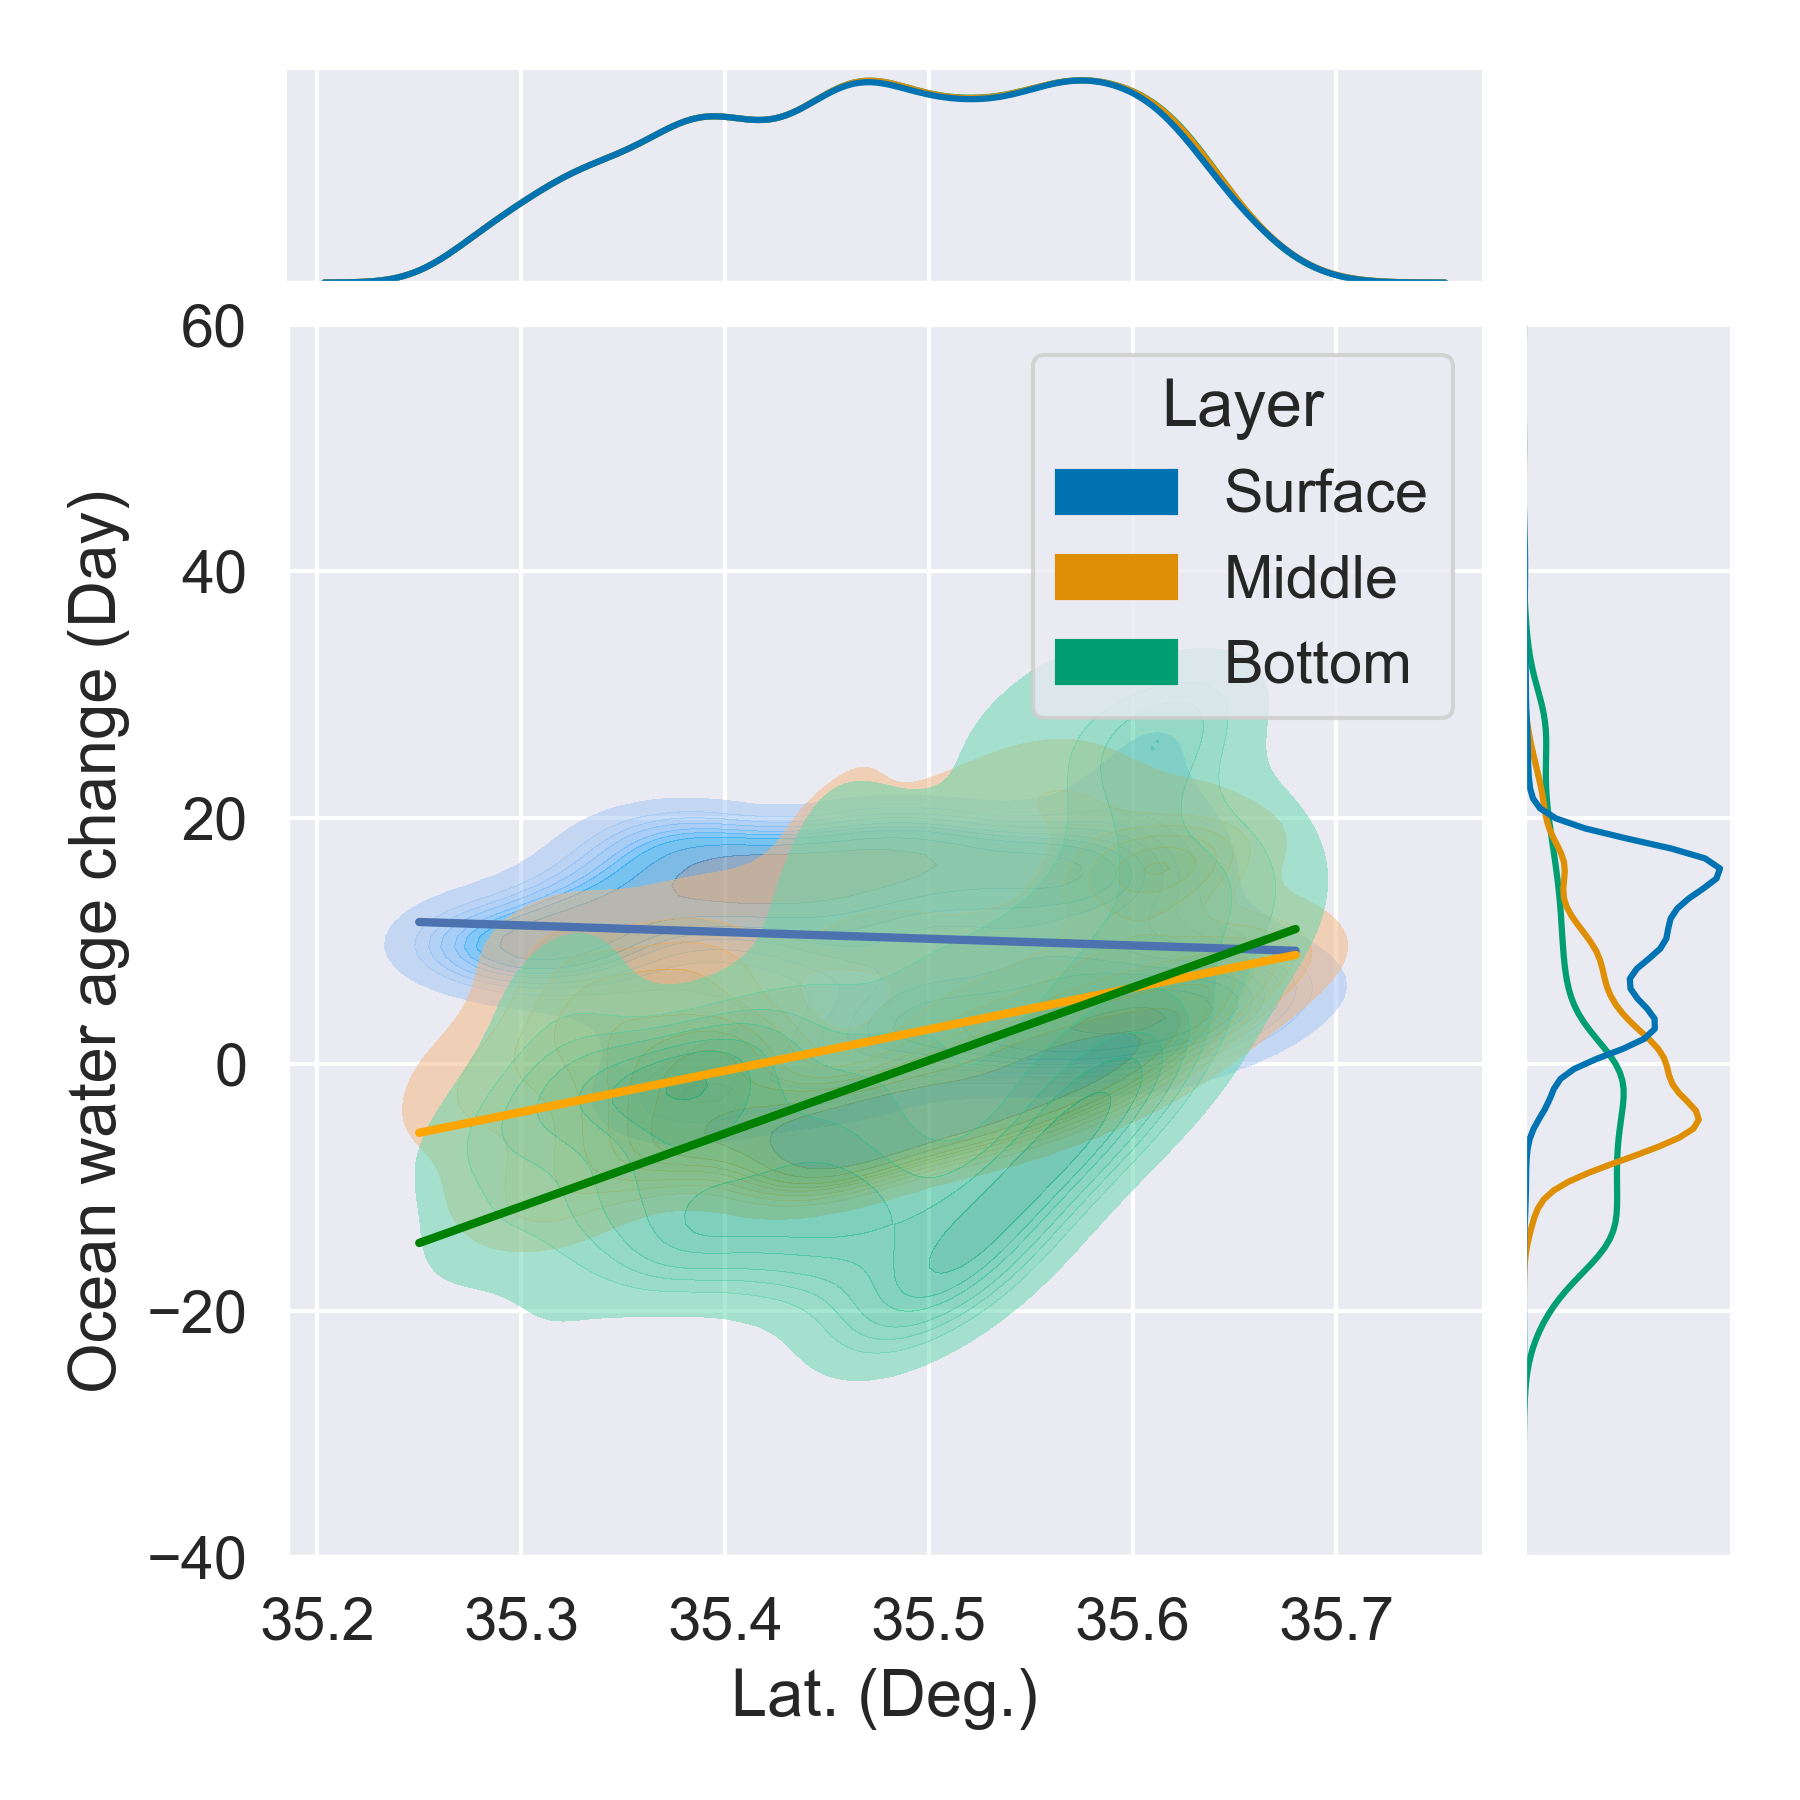 60
40
20
0
−20
−40
Ocean water age change (Day)
Layer
Surface
Middle
Bottom
35.2 35.3 35.4 35.5 35.6 35.7
Lat. (Deg.)